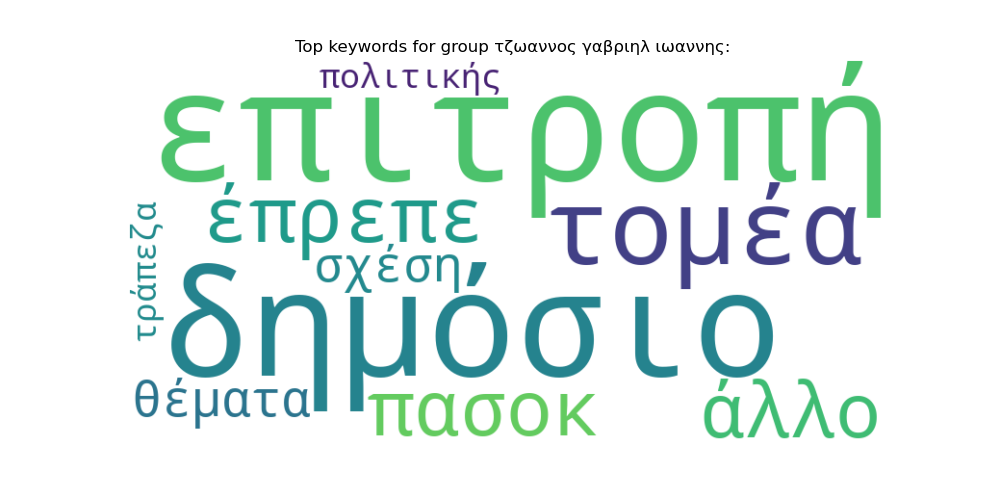 Top keywords for group τζωαννος γαβριηλ ιωαννης:
πολιτικής
επιτροπή
έπρεπε
τομέα
τράπεζα
σχέση
δημόσιο
θέματα
πασοκ
άλλο